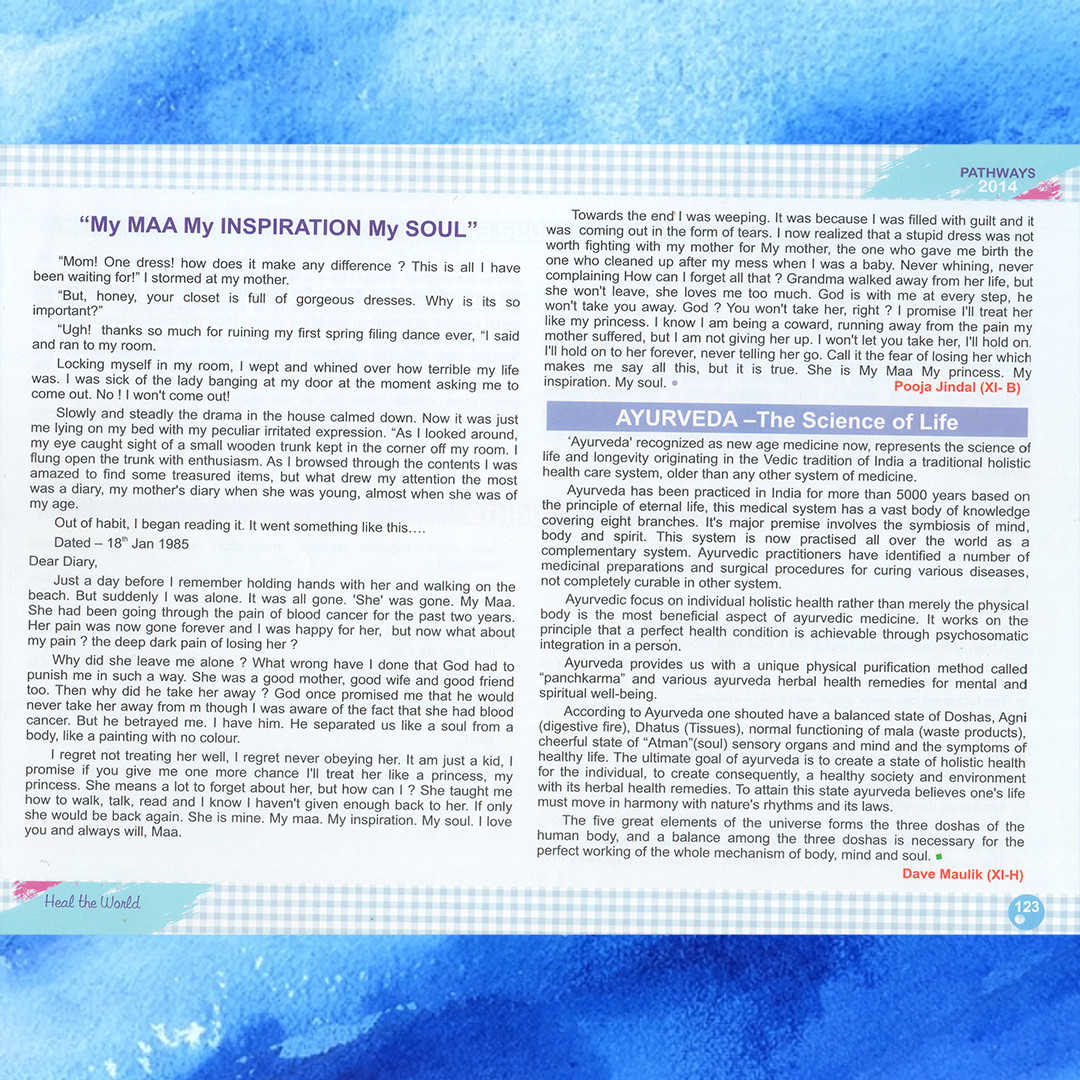 PATHWAYS
2014
“My MAA My INSPIRATION My SOUL”
“Mom! One dress! how does it make any difference ? This is all I have
been waiting for!” I stormed at my mother.
“But, honey, your closet is full of gorgeous dresses. Why is its so
important?”
“Ugh! thanks so much for ruining my first spring filing dance ever, “I said
and ran to my room.
Locking myself in my room, I wept and whined over how terrible my life
was. I was sick of the lady banging at my door at the moment asking me to
come out. No ! I won't come out!
Slowly and steadily the drama in the house calmed down. Now it was just
me lying on my bed with my peculiar irritated expression. “As I looked around,
my eye caught sight of a small wooden trunk kept in the corner off my room. I
flung open the trunk with enthusiasm. As I browsed through the contents I was
amazed to find some treasured items, but what drew my attention the most
was a diary, my mother's diary when she was young, almost when she was of
my age.
Out of habit, I began reading it. It went something like this….
Dated – 18th Jan 1985
Dear Diary,
Just a day before I remember holding hands with her and walking on the
beach. But suddenly I was alone. It was all gone. 'She' was gone. My Maa.
She had been going through the pain of blood cancer for the past two years.
Her pain was now gone forever and I was happy for her, but now what about
my pain ? the deep dark pain of losing her ?
Why did she leave me alone ? What wrong have I done that God had to
punish me in such a way. She was a good mother, good wife and good friend
too. Then why did he take her away ? God once promised me that he would
never take her away from m though I was aware of the fact that she had blood
cancer. But he betrayed me. I have him. He separated us like a soul from a
body, like a painting with no colour.
I regret not treating her well, I regret never obeying her. It am just a kid, I
promise if you give me one more chance I'll treat her like a princess, my
princess. She means a lot to forget about her, but how can I ? She taught me
how to walk, talk, read and I know I haven't given enough back to her. If only
she would be back again. She is mine. My maa. My inspiration. My soul. I love
you and always will, Maa.
Towards the end I was weeping. It was because I was filled with guilt and it
was coming out in the form of tears. I now realized that a stupid dress was not
worth fighting with my mother for My mother, the one who gave me birth the
one who cleaned up after my mess when I was a baby. Never whining, never
complaining How can I forget all that ? Grandma walked away from her life, but
she won't leave, she loves me too much. God is with me at every step, he
won't take you away. God ? You won't take her, right ? I promise I'll treat her
like my princess. I know I am being a coward, running away from the pain my
mother suffered, but I am not giving her up. I won't let you take her, I'll hold on.
I'll hold on to her forever, never telling her go. Call it the fear of losing her which
makes me say all this, but it is true. She is My Maa My princess. My
inspiration. My soul.
Pooja Jindal (XI- B)
AYURVEDA –The Science of Life
'Ayurveda' recognized as new age medicine now, represents the science of
life and longevity originating in the Vedic tradition of India a traditional holistic
health care system, older than any other system of medicine.
Ayurveda has been practiced in India for more than 5000 years based on
the principle of eternal life, this medical system has a vast body of knowledge
covering eight branches. It's major premise involves the symbiosis of mind,
body and spirit. This system is now practised all over the world as a
complementary system. Ayurvedic practitioners have identified a number of
medicinal preparations and surgical procedures for curing various diseases,
not completely curable in other system.
Ayurvedic focus on individual holistic health rather than merely the physical
body is the most beneficial aspect of ayurvedic medicine. It works on the
principle that a perfect health condition is achievable through psychosomatic
integration in a person.
Ayurveda provides us with a unique physical purification method called
“panchkarma” and various ayurveda herbal health remedies for mental and
spiritual well-being.
According to Ayurveda one shouted have a balanced state of Doshas, Agni
(digestive fire), Dhatus (Tissues), normal functioning of mala (waste products),
cheerful state of “Atman”(soul) sensory organs and mind and the symptoms of
healthy life. The ultimate goal of ayurveda is to create a state of holistic health
for the individual, to create consequently, a healthy society and environment
with its herbal health remedies. To attain this state ayurveda believes one's life
must move in harmony with nature's rhythms and its laws.
The five great elements of the universe forms the three doshas of the
human body, and a balance among the three doshas is necessary for the
perfect working of the whole mechanism of body, mind and soul.
Dave Maulik (XI-H)
Heal the World
123